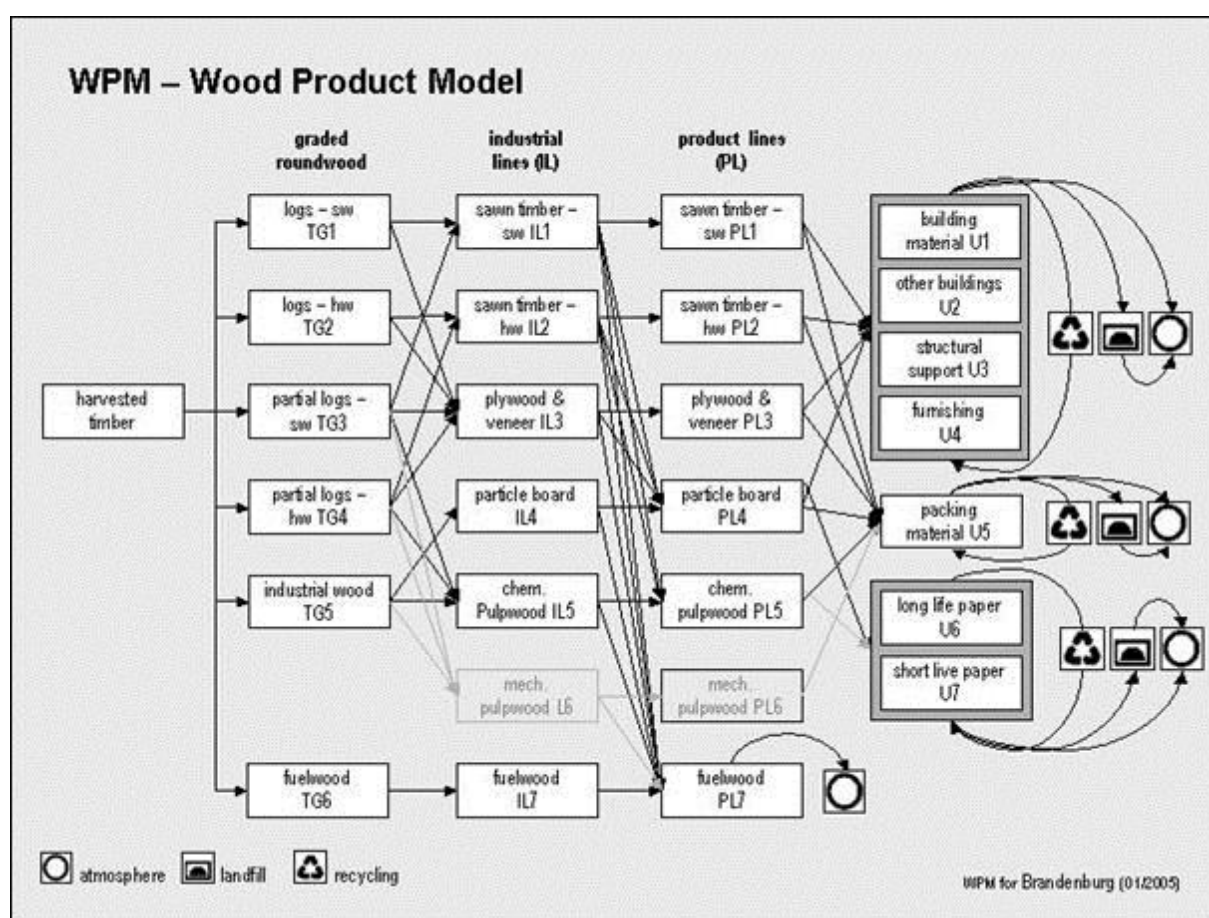 WPM – Wood Product Model
graded
roundwood
industrial
lines (IL)
product lines
(PL)
logs – sw
TG1
sawn timber –
sw IL1
sawn timber –
sw PL1
building
material U1
other buildings
U2
structural
support U3
furnishing
U4
logs – hw
TG2
sawn timber –
hw IL2
sawn timber –
hw PL2
harvested
timber
partial logs –
sw TG3
plywood &
veneer IL3
plywood &
veneer PL3
partial logs –
hw TG4
particle board
IL4
particle board
PL4
packing
material U5
industrial wood
TG5
chem.
Pulpwood IL5
chem.
pulpwood PL5
long life paper
U6
short live paper
U7
mech.
pulpwood L6
mech.
pulpwood PL6
fuelwood
TG6
fuelwood
IL7
fuelwood
PL7
atmosphere
landfill
recycling
WPM for Brandenburg (01/2005)